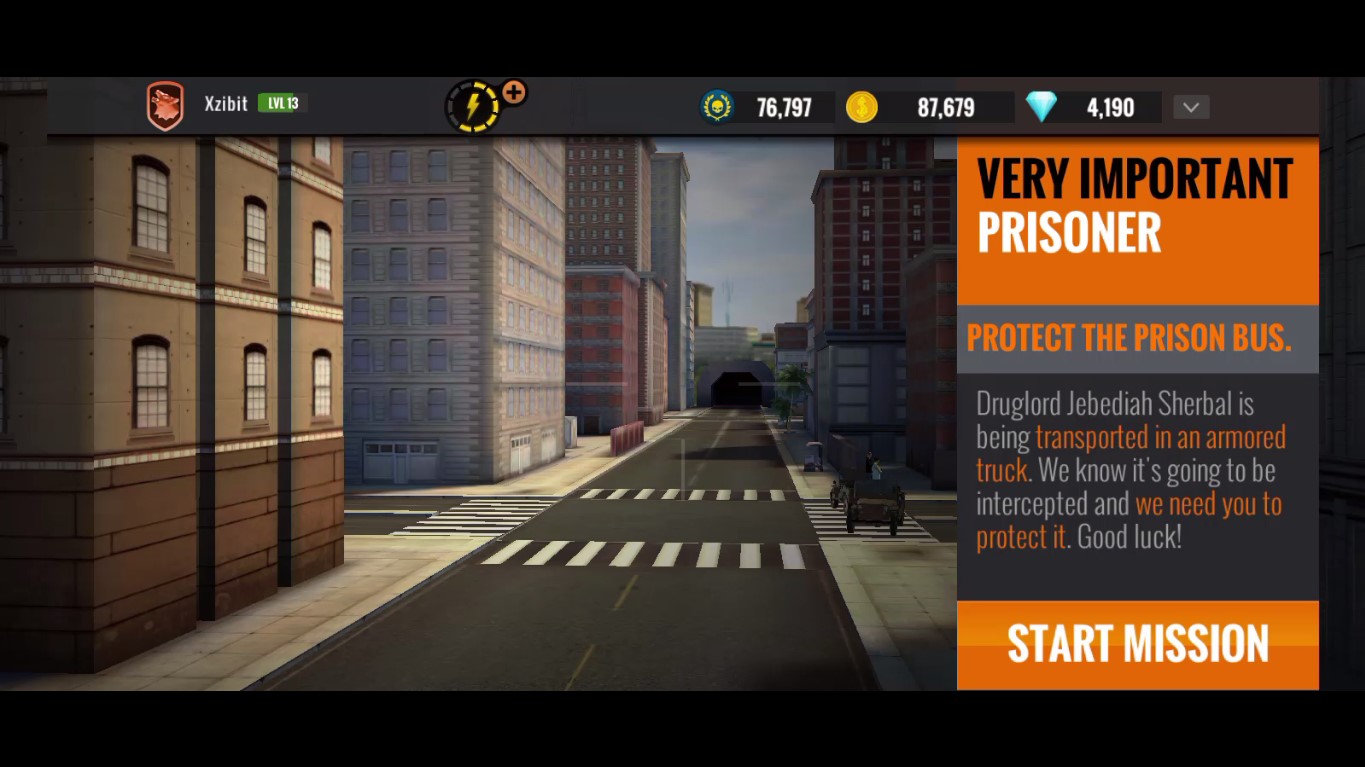 Xzibit LVL 13 76,797 87,679 4,190
VERY IMPORTANT
PRISONER
PROTECT THE PRISON BUS.
Druglord Jebediah Sherbal is
being transported in an armored
truck. We know it's going to be
intercepted and we need you to
protect it. Good luck!
START MISSION